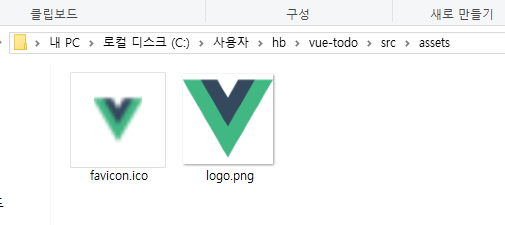 클립보드 구성 새로 만들기
내 PC > 로컬 디스크 (C:) > 사용자 > hb > vue-todo > src > assets
favicon.ico logo.png